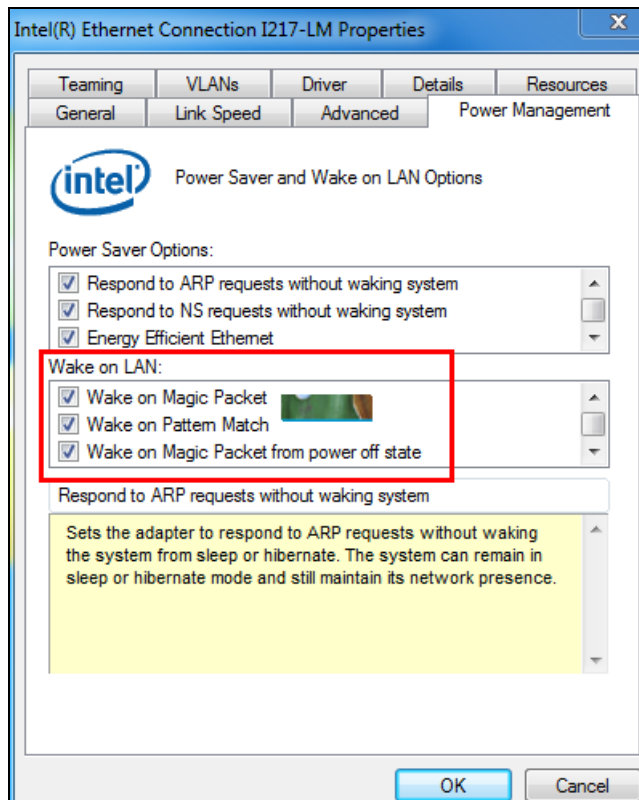 Intel(R) Ethernet Connection I217-LM Properties
x
Teaming VLANs Driver Details Resources
General Link Speed Advanced Power Management
intel Power Saver and Wake on LAN Options
Power Saver Options:
Respond to ARP requests without waking system
Respond to NS requests without waking system
Energy Efficient Ethernet
Wake on LAN:
Wake on Magic Packet
Wake on Pattern Match
Wake on Magic Packet from power off state
Respond to ARP requests without waking system
Sets the adapter to respond to ARP requests without waking
the system from sleep or hibernate. The system can remain in
sleep or hibernate mode and still maintain its network presence.
OK Cancel